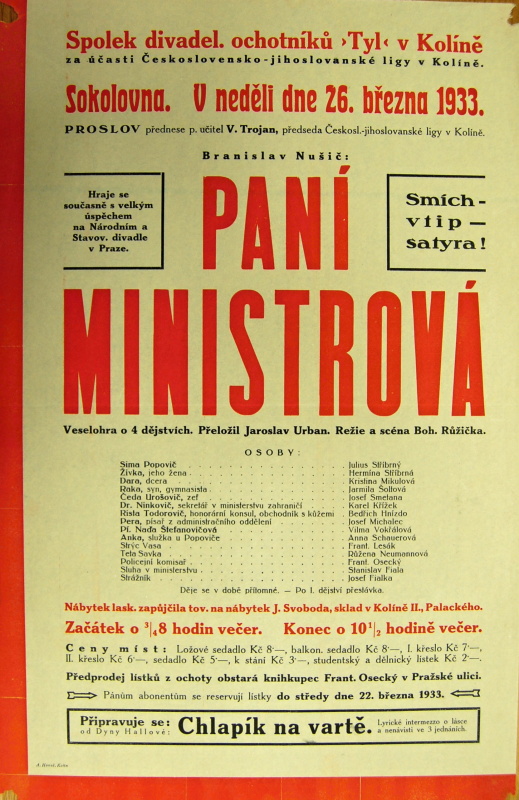 Spolek divadel. ochotníků ›Tyl‹ v Kolíně
za účasti Československo-jihoslovanské ligy v Kolíně.
Sokolovna. V neděli dne 26. března 1933.
PROSLOV přednese p. učitel V. Trojan, předseda Českosl.-jihoslovanské ligy v Kolíně.
Branislav Nušič:
Hraje se
současně s velkým
úspěchem
na Národním a
Stavov. divadle
v Praze.
PANÍ
Smích -
vtip —
satyra!
MINISTROVÁ
Veselohra o 4 dějstvích. Přeložil Jaroslav Urban. Režie a scéna Boh. Růžička.
OSOBY:
Sima Popovič . . . . Julius Stříbrný
Živka, jeho žena . . . . Hermina Stříbrná
Dara, dcera . . . . Kristina Mikulová
Raka, syn, gymnasista . . . . Jarmila Šoltová
Čeda Urošovič, zeť . . . . Josef Smetana
Dr. Ninkovič, sekretář v ministerstvu zahraničí . . . . Karel Křížek
Rista Todorovič, honorární konsul, obchodník s kůžemi . . . . Bedřich Hnízdo
Pera, písař z administračního oddělení . . . . Josef Michalec
Pí. Naďa Štefanovičová . . . . Vilma Vokřálová
Anka, služka u Popoviče . . . . Anna Schauerová
Strýc Vasa . . . . Frant. Lesák
Teta Savka . . . . Růžena Neumannová
Policejní komisař . . . . Frant. Osecký
Sluha v ministerstvu . . . . Stanislav Fiala
Strážník . . . . Josef Fialka
Děje se v době přítomné. — Po I. dějství přestávka.
Nábytek lask. zapůjčila tov. na nábytek J. Svoboda, sklad v Kolíně II., Palackého.
Začátek o ¾8 hodin večer. Konec o 10½ hodině večer.
Ceny míst: Ložové sedadlo Kč 8·—, balkon. sedadlo Kč 8·—, I. křeslo Kč 7·—,
II. křeslo Kč 6·—, sedadlo Kč 5·—, k stání Kč 3·—, studentský a dělnický lístek Kč 2·—.
Předprodej lístků z ochoty obstará knihkupec Frant. Osecký v Pražské ulici.
Pánům abonentům se reservují lístky do středy dne 22. března 1933.
Připravuje se:
od Dyny Hallové:
Chlapík na vartě.
Lyrické intermezzo o lásce
a nenávisti ve 3 jednáních.